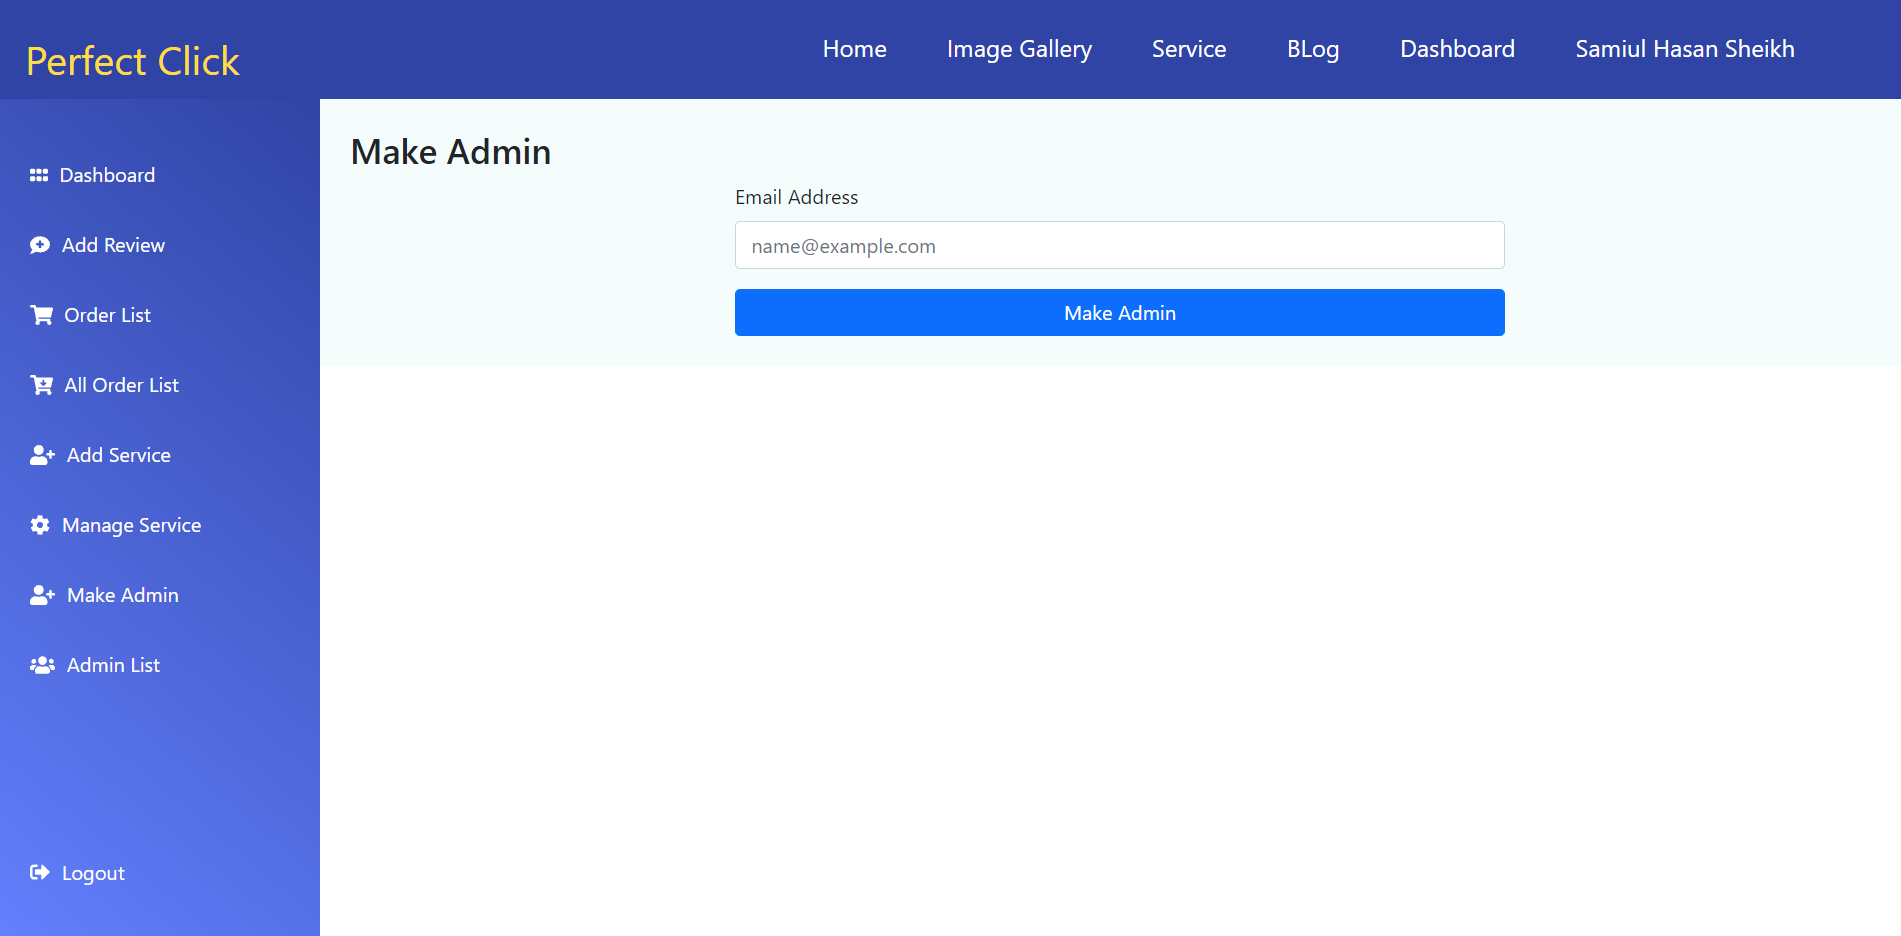 Perfect Click
Home
Image Gallery
Service
BLog
Dashboard
Samiul Hasan Sheikh
Dashboard
Add Review
Order List
All Order List
Add Service
Manage Service
Make Admin
Admin List
Logout
Make Admin
Email Address
name@example.com
Make Admin